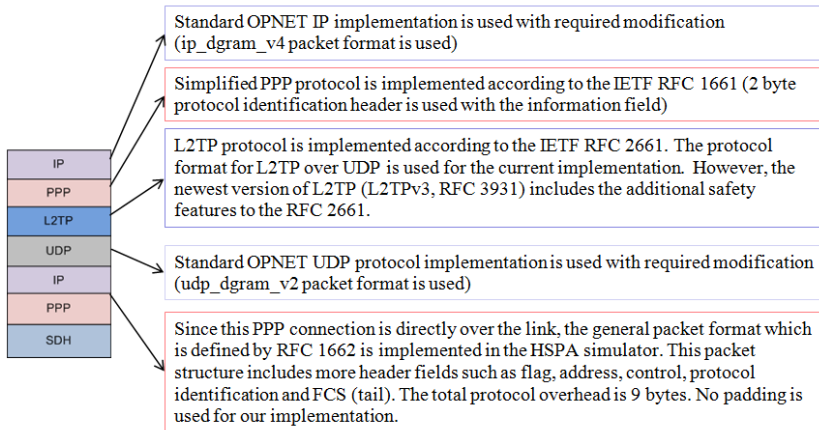 Standard OPNET IP implementation is used with required modification
(ip_dgram_v4 packet format is used)
Simplified PPP protocol is implemented according to the IETF RFC 1661 (2 byte
protocol identification header is used with the information field)
L2TP protocol is implemented according to the IETF RFC 2661. The protocol
format for L2TP over UDP is used for the current implementation. However, the
newest version of L2TP (L2TPv3, RFC 3931) includes the additional safety
features to the RFC 2661.
IP
PPP
L2TP
UDP
IP
PPP
SDH
Standard OPNET UDP protocol implementation is used with required modification
(udp_dgram_v2 packet format is used)
Since this PPP connection is directly over the link, the general packet format which
is defined by RFC 1662 is implemented in the HSPA simulator. This packet
structure includes more header fields such as flag, address, control, protocol
identification and FCS (tail). The total protocol overhead is 9 bytes. No padding is
used for our implementation.